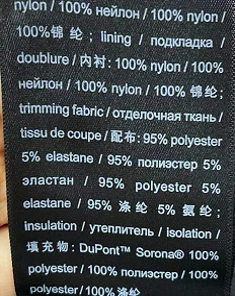 nylon / 100% нейлон / 100% nylon /
100%锦纶; lining / подкладка /
doublure / 内衬: 100% nylon / 100%
нейлон / 100% nylon / 100% 锦纶;
trimming fabric / отделочная ткань /
tissu de coupe / 配布: 95% polyester
5% elastane / 95% полиэстер 5%
эластан / 95% polyester 5%
elastane / 95% 涤纶 5% 氨纶;
insulation / утеплитель / isolation /
填充物: DuPont™ Sorona® 100%
polyester / 100% полиэстер / 100%
polyester / 100% 涤纶